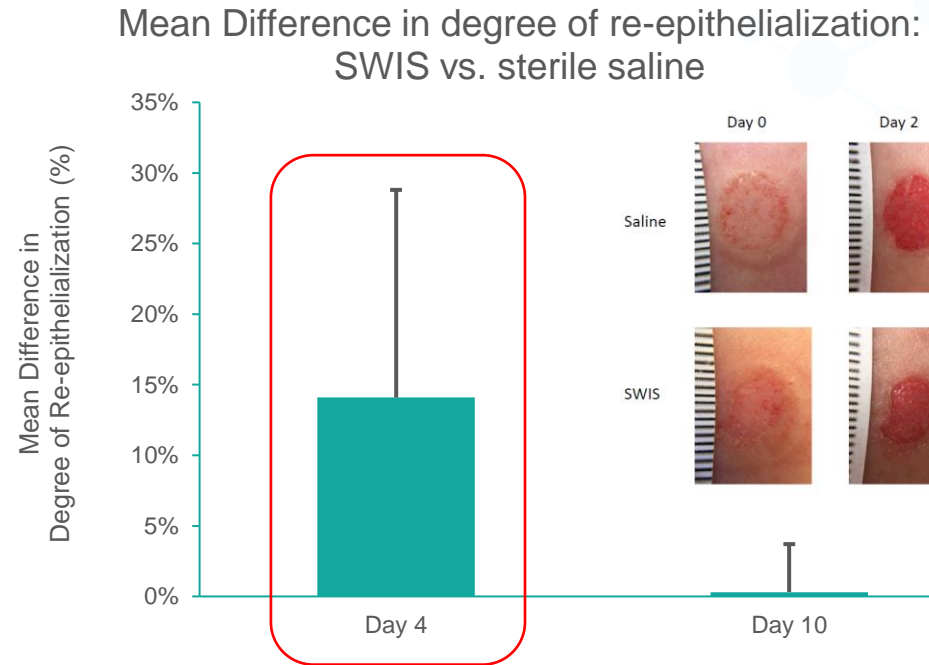 Mean Difference in degree of re-epithelialization:
SWIS vs. sterile saline
Mean Difference in
Degree of Re-epithelialization (%)
35%
30%
25%
20%
15%
10%
5%
0%
Day 4
Day 10
Day 0
Day 2
Saline
SWIS